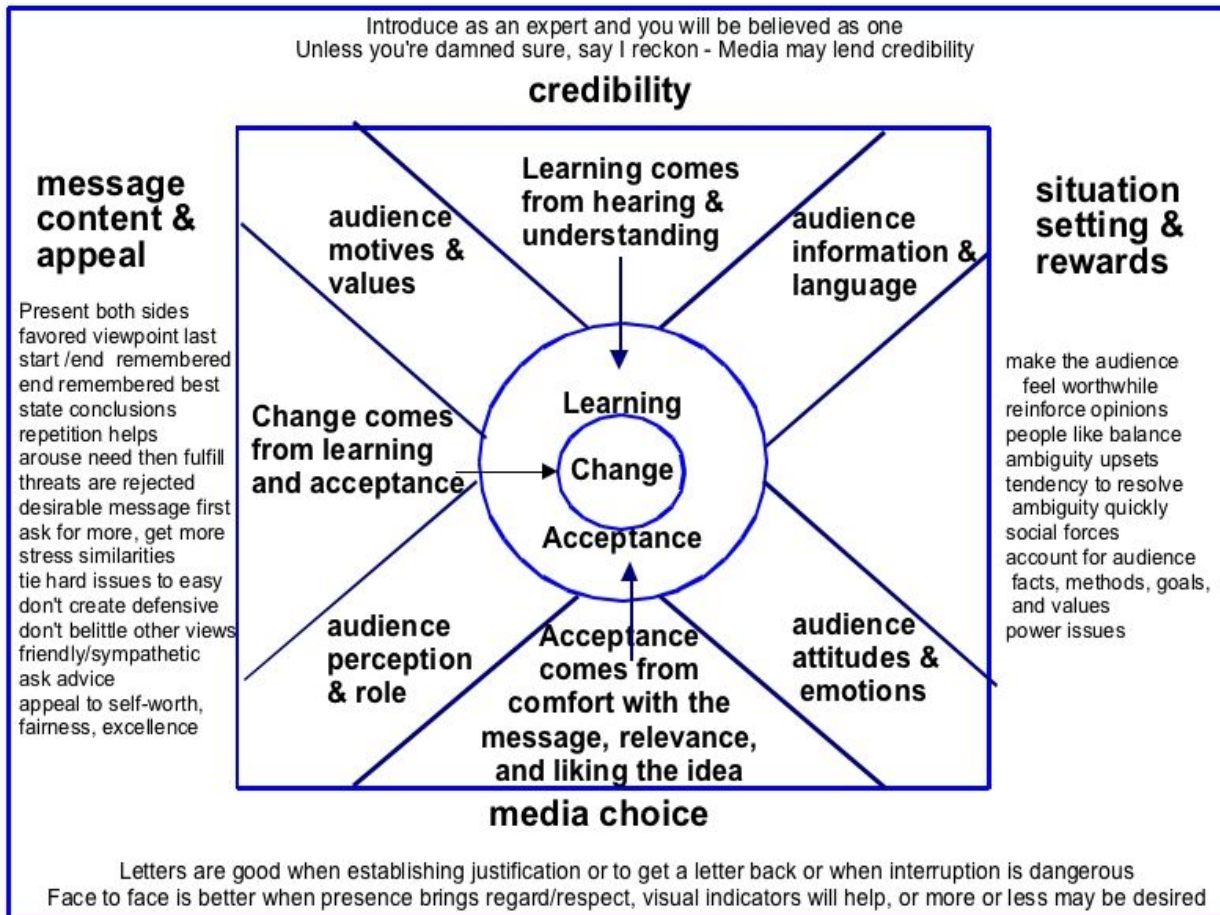 Introduce as an expert and you will be believed as one
Unless you're damned sure, say I reckon - Media may lend credibility
credibility
message
content &
appeal
Present both sides
favored viewpoint last
start /end remembered
end remembered best
state conclusions
repetition helps
arouse need then fulfill
threats are rejected
desirable message first
ask for more, get more
stress similarities
tie hard issues to easy
don't create defensive
don't belittle other views
friendly/sympathetic
ask advice
appeal to self-worth,
fairness, excellence
audience
motives &
values
Learning comes
from hearing &
understanding
audience
information &
language
Change comes
from learning
and acceptance
Learning
Change
Acceptance
audience
perception
& role
Acceptance
comes from
comfort with the
message, relevance,
and liking the idea
audience
attitudes &
emotions
situation
setting &
rewards
make the audience
feel worthwhile
reinforce opinions
people like balance
ambiguity upsets
tendency to resolve
ambiguity quickly
social forces
account for audience
facts, methods, goals,
and values
power issues
media choice
Letters are good when establishing justification or to get a letter back or when interruption is dangerous
Face to face is better when presence brings regard/respect, visual indicators will help, or more or less may be desired